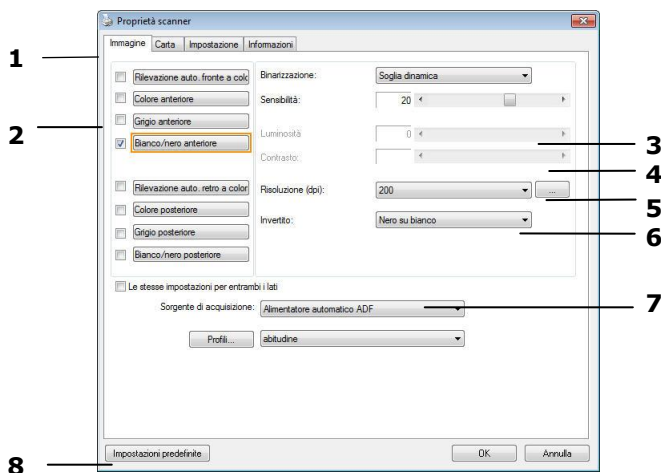 Proprietà scanner
Immagine Carta Impostazione Informazioni
1
Rilevazione auto. fronte a colo
Binarizzazione: Soglia dinamica
Colore anteriore
Sensibilità: 20
Grigio anteriore
2
Bianco/nero anteriore
Luminosità 0
3
Contrasto:
4
Rilevazione auto. retro a color
Risoluzione (dpi): 200 ...
5
Colore posteriore
Invertito: Nero su bianco
6
Grigio posteriore
Bianco/nero posteriore
Le stesse impostazioni per entrambi i lati
Sorgente di acquisizione: Alimentatore automatico ADF
7
Profili... abitudine
Impostazioni predefinite OK Annulla
8